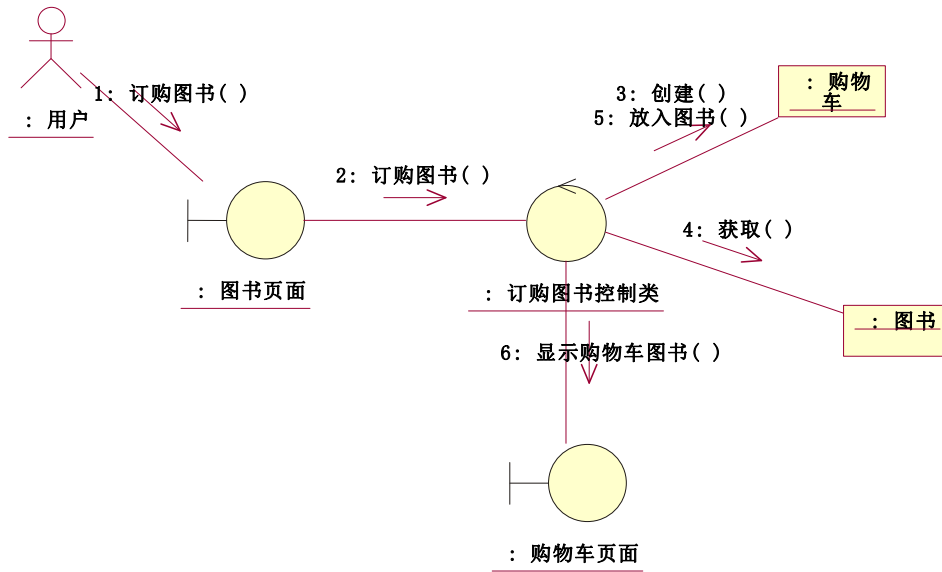 1: 订购图书( )
: 用户
3: 创建( )
5: 放入图书( )
: 购物
车
2: 订购图书( )
4: 获取( )
: 图书页面
: 订购图书控制类
: 图书
6: 显示购物车图书( )
: 购物车页面